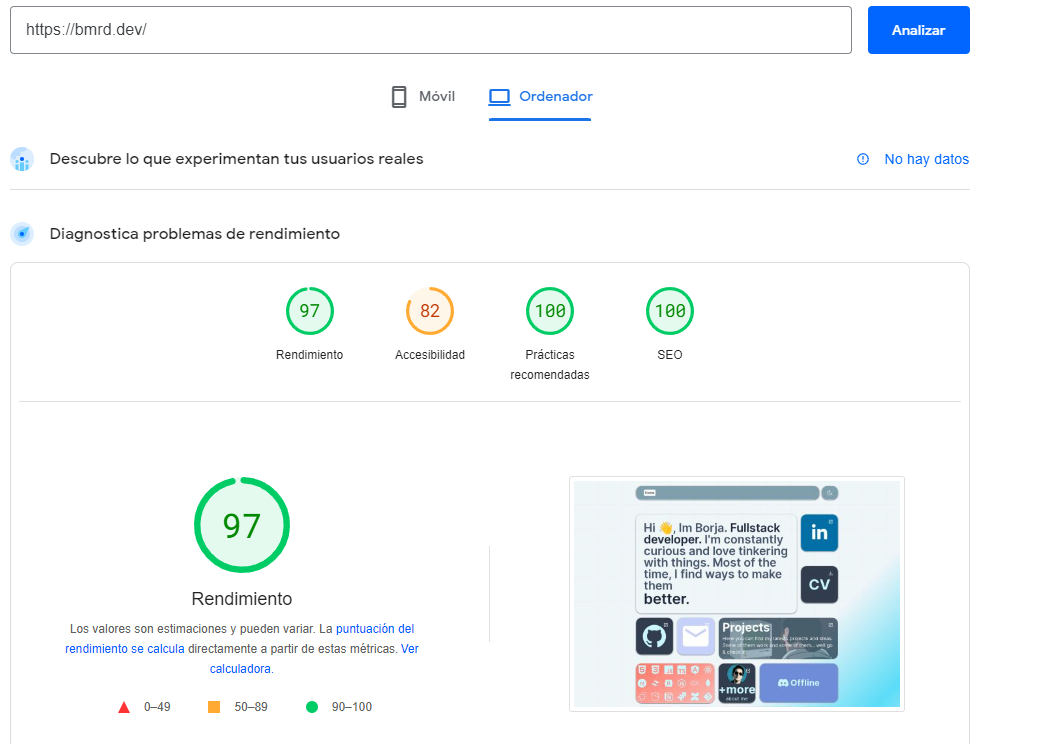 https://bmrd.dev/
Analizar
Móvil
Ordenador
Descubre lo que experimentan tus usuarios reales
No hay datos
Diagnostica problemas de rendimiento
97
82
100
100
Rendimiento
Accesibilidad
Prácticas
recomendadas
SEO
97
Rendimiento
Los valores son estimaciones y pueden variar. La puntuación del
rendimiento se calcula directamente a partir de estas métricas. Ver
calculadora.
0–49
50–89
90–100
Hi 👋, Im Borja. Fullstack
developer. I'm constantly
curious and love tinkering
with things. Most of the
time, I find ways to make
them
better.
in
CV
Projects
+more
about me
Offline